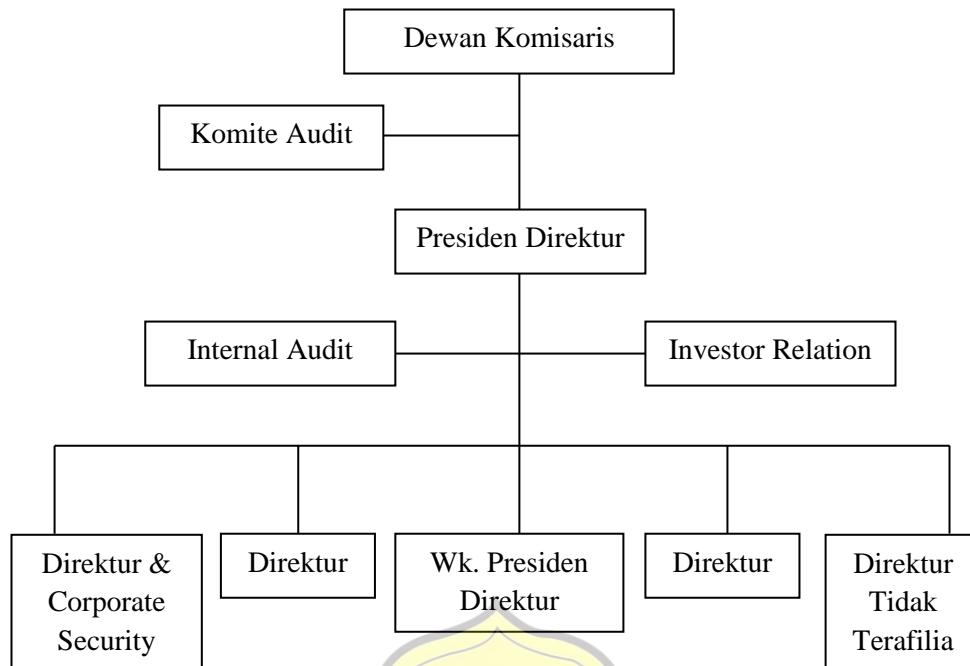 Dewan Komisaris
Komite Audit
Presiden Direktur
Internal Audit
Investor Relation
Direktur &
Corporate
Security
Direktur
Wk. Presiden
Direktur
Direktur
Direktur
Tidak
Terafilia